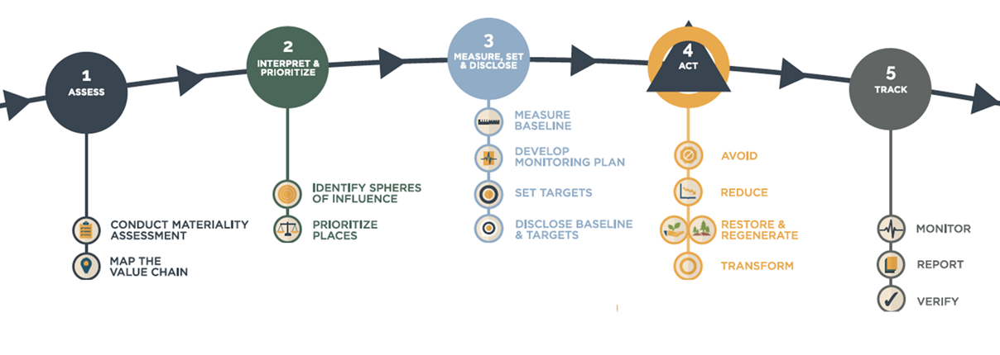 1
ASSESS
CONDUCT MATERIALITY
ASSESSMENT
MAP THE
VALUE CHAIN
2
INTERPRET &
PRIORITIZE
IDENTIFY SPHERES
OF INFLUENCE
PRIORITIZE
PLACES
3
MEASURE, SET
& DISCLOSE
MEASURE
BASELINE
DEVELOP
MONITORING PLAN
SET TARGETS
DISCLOSE BASELINE
& TARGETS
4
ACT
AVOID
REDUCE
RESTORE &
REGENERATE
TRANSFORM
5
TRACK
MONITOR
REPORT
VERIFY